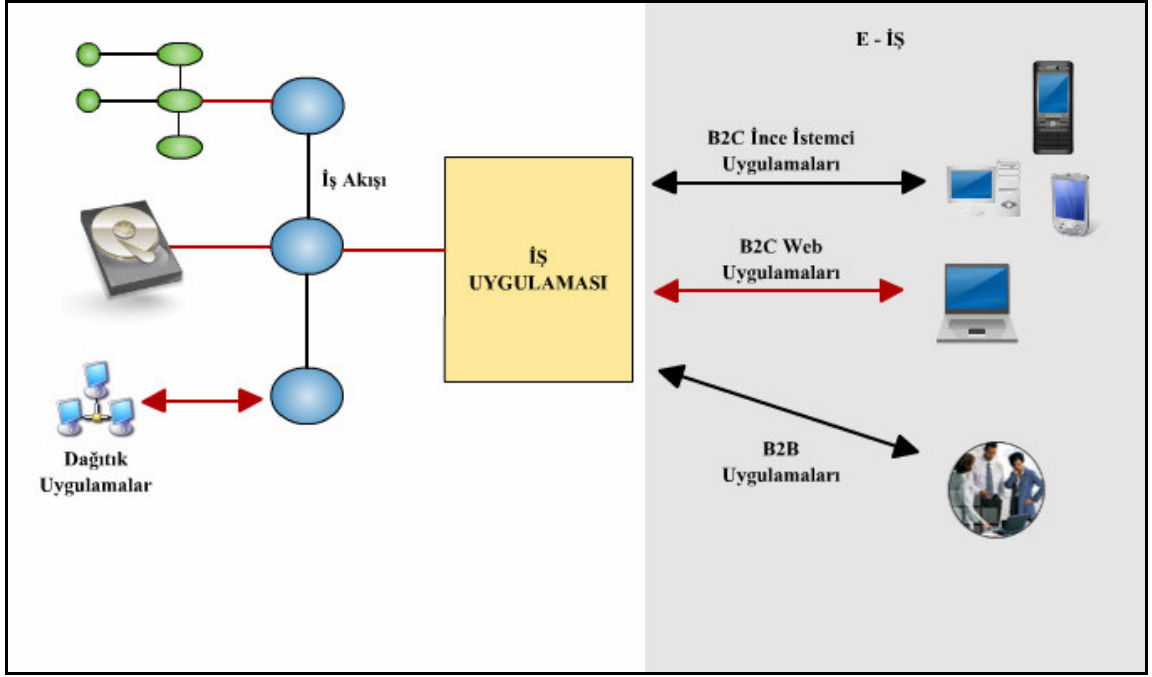 E - İŞ
B2C İnce İstemci
Uygulamaları
İş Akışı
B2C Web
Uygulamaları
İŞ
UYGULAMASI
B2B
Uygulamaları
Dağıtık
Uygulamalar